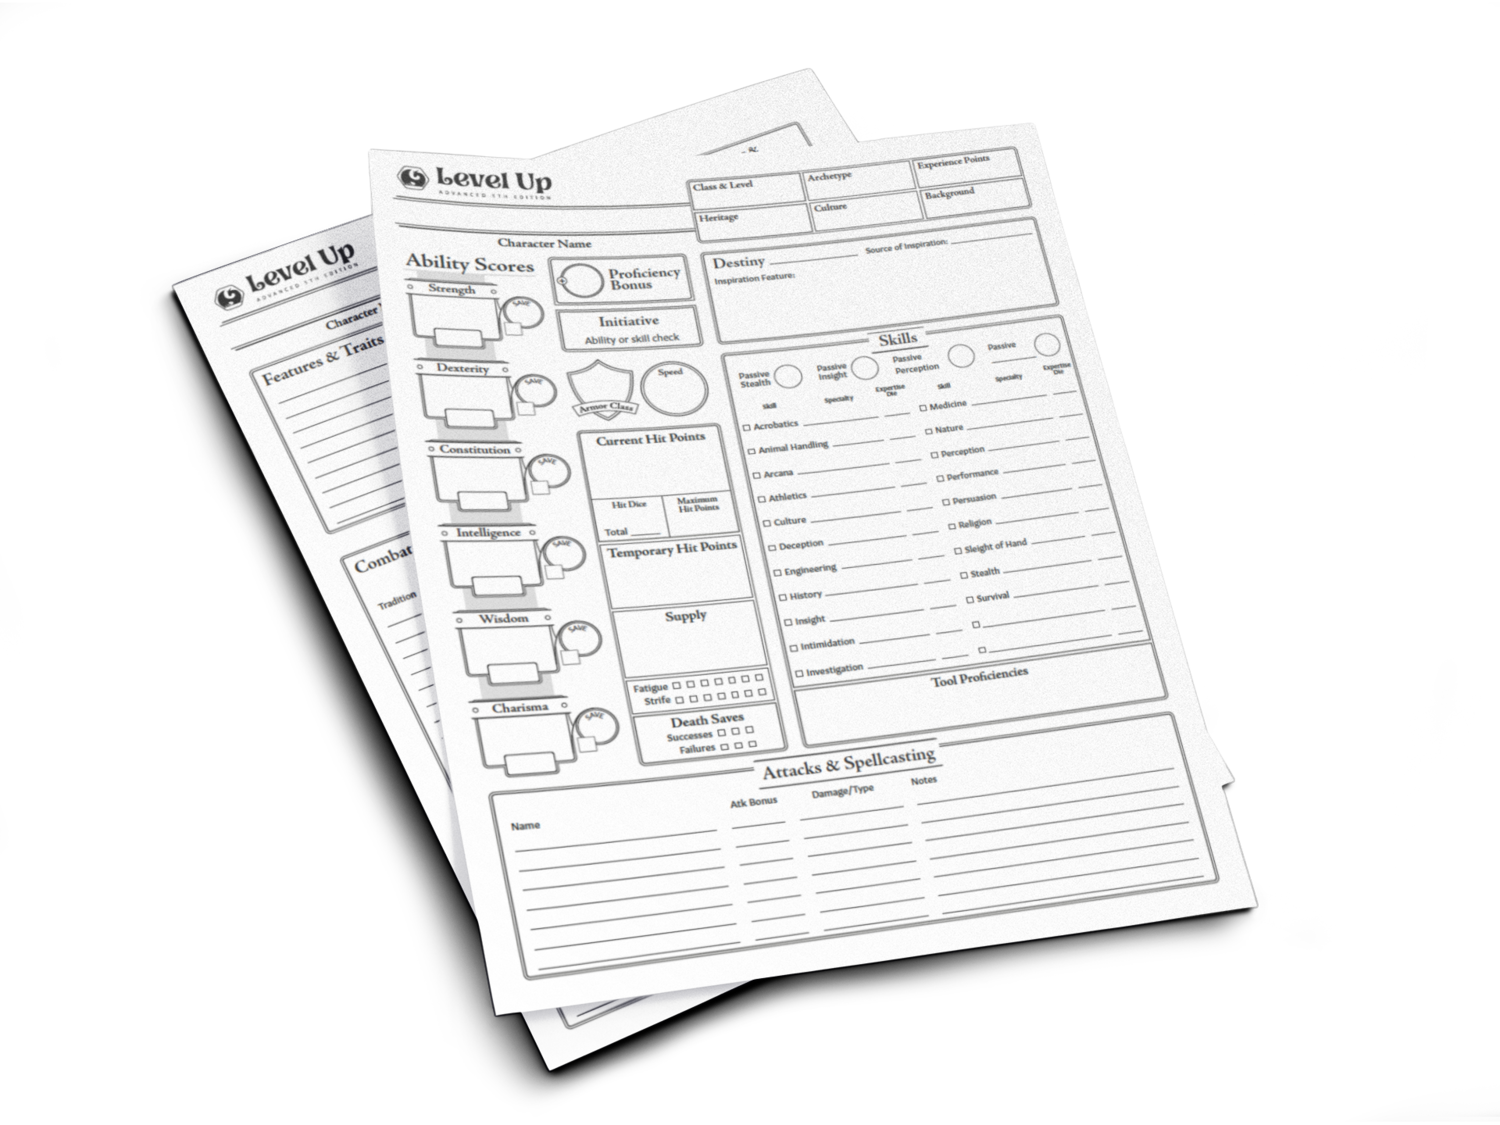 Level Up
ADVANCED 5TH EDITION
Class & Level
Archetype
Experience Points
Heritage
Culture
Background
Character Name
Ability Scores
Strength
SAVE
Dexterity
SAVE
Constitution
SAVE
Intelligence
SAVE
Wisdom
SAVE
Charisma
SAVE
Proficiency
Bonus
Initiative
Ability or skill check
Armor Class
Speed
Current Hit Points
Hit Dice
Total
Maximum
Hit Points
Temporary Hit Points
Supply
Fatigue
Strife
Death Saves
Successes
Failures
Destiny
Source of Inspiration:
Inspiration Feature:
Skills
Passive
Stealth
Passive
Insight
Passive
Perception
Passive
Skill
Specialty
Expertise
Die
Skill
Specialty
Expertise
Die
Acrobatics
Animal Handling
Arcana
Athletics
Culture
Deception
Engineering
History
Insight
Intimidation
Investigation
Medicine
Nature
Perception
Performance
Persuasion
Religion
Sleight of Hand
Stealth
Survival
Tool Proficiencies
Attacks & Spellcasting
Name
Atk Bonus
Damage/Type
Notes
Level Up
ADVANCED 5TH EDITION
Character
Features & Traits
Combat
Tradition